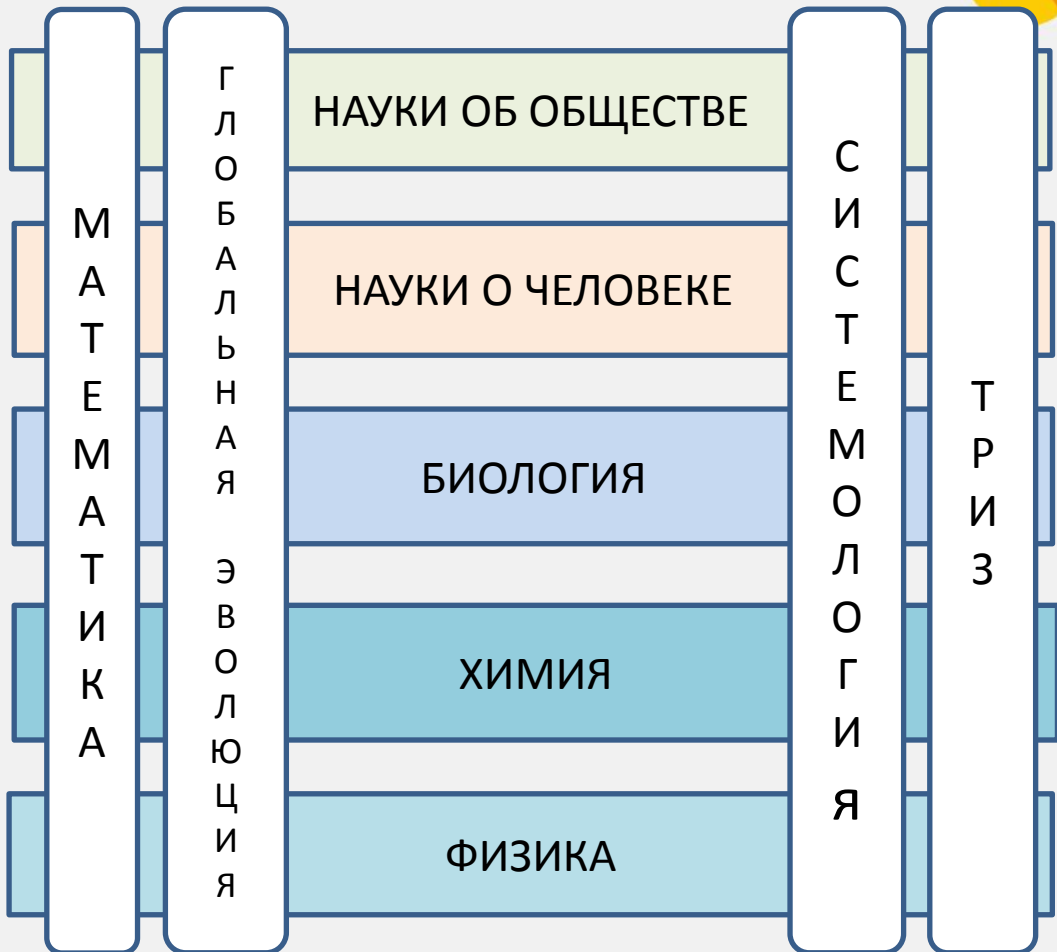 МАТЕМАТИКА
ГЛОБАЛЬНАЯ ЭВОЛЮЦИЯ
НАУКИ ОБ ОБЩЕСТВЕ
НАУКИ О ЧЕЛОВЕКЕ
БИОЛОГИЯ
ХИМИЯ
ФИЗИКА
СИСТЕМОЛОГИЯ
ТРИЗ